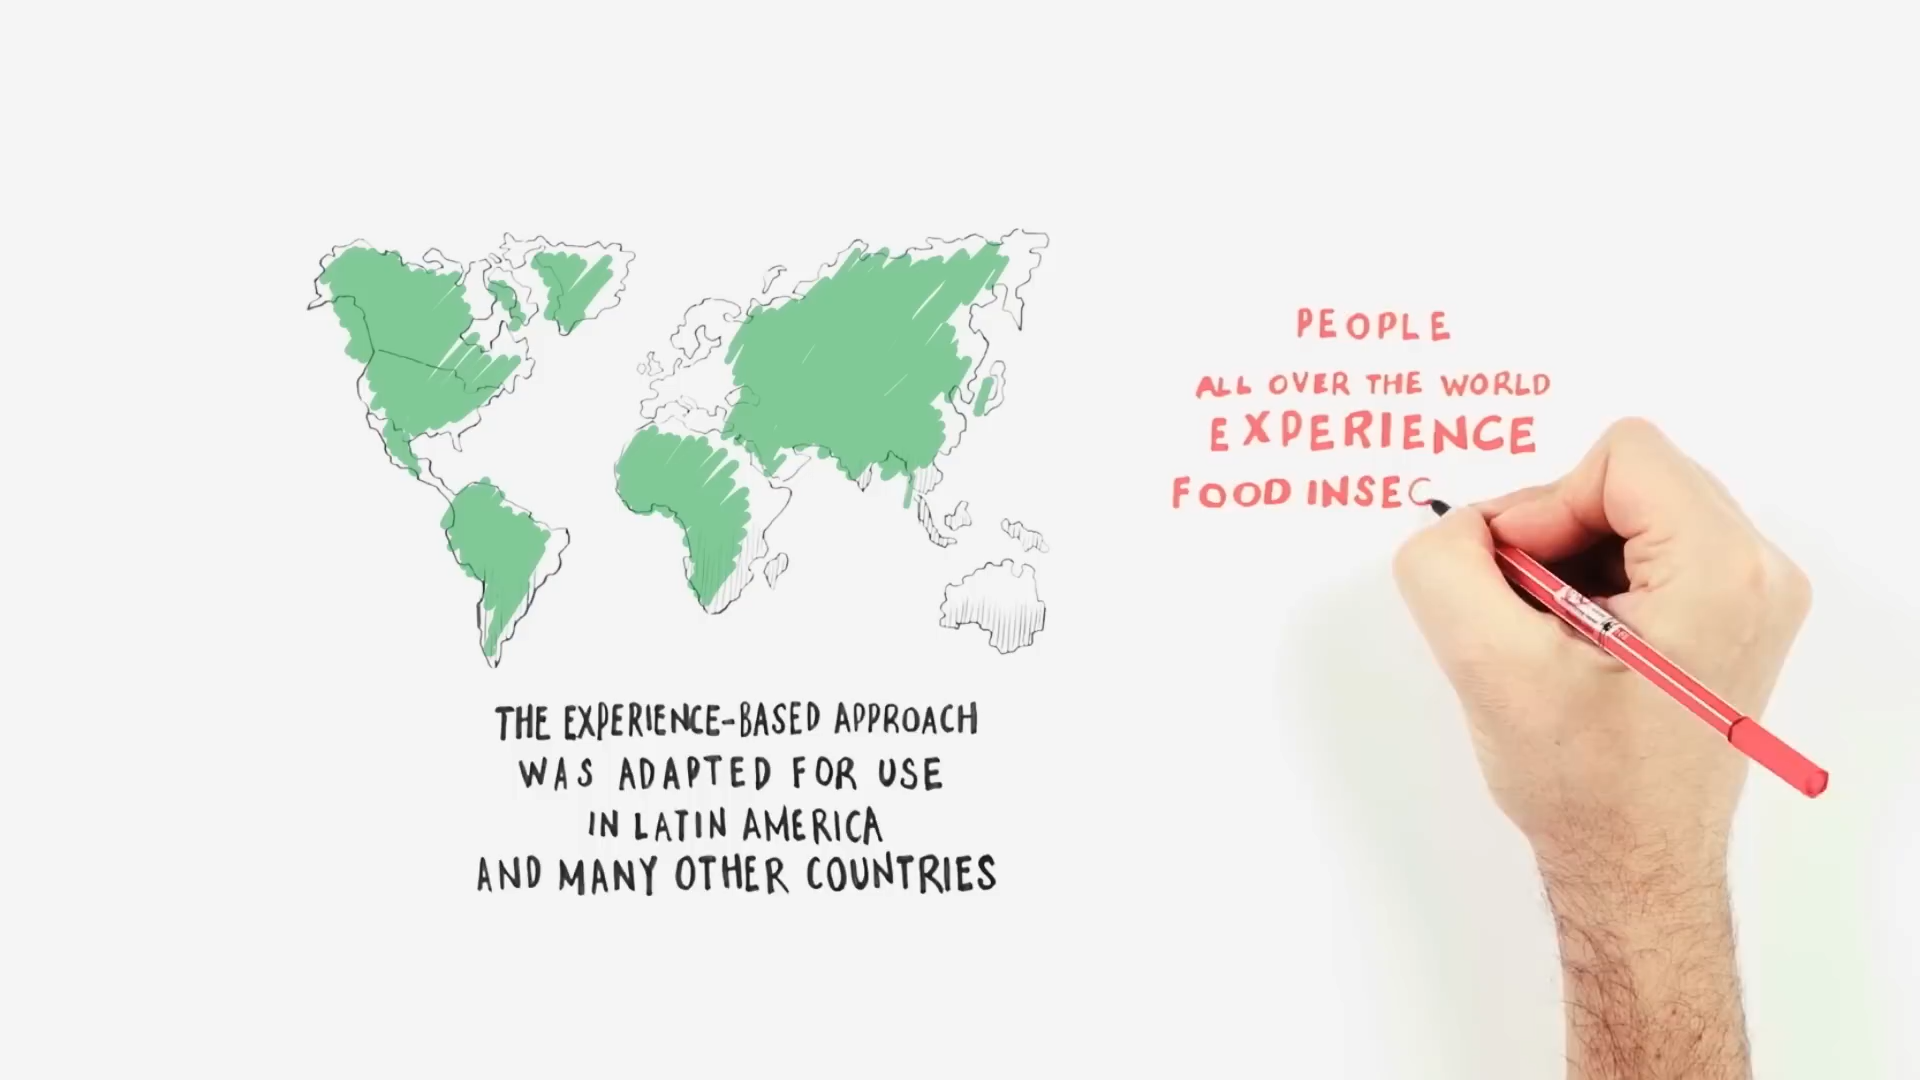 PEOPLE
ALL OVER THE WORLD
EXPERIENCE
FOOD INSEC
THE EXPERIENCE-BASED APPROACH
WAS ADAPTED FOR USE
IN LATIN AMERICA
AND MANY OTHER COUNTRIES